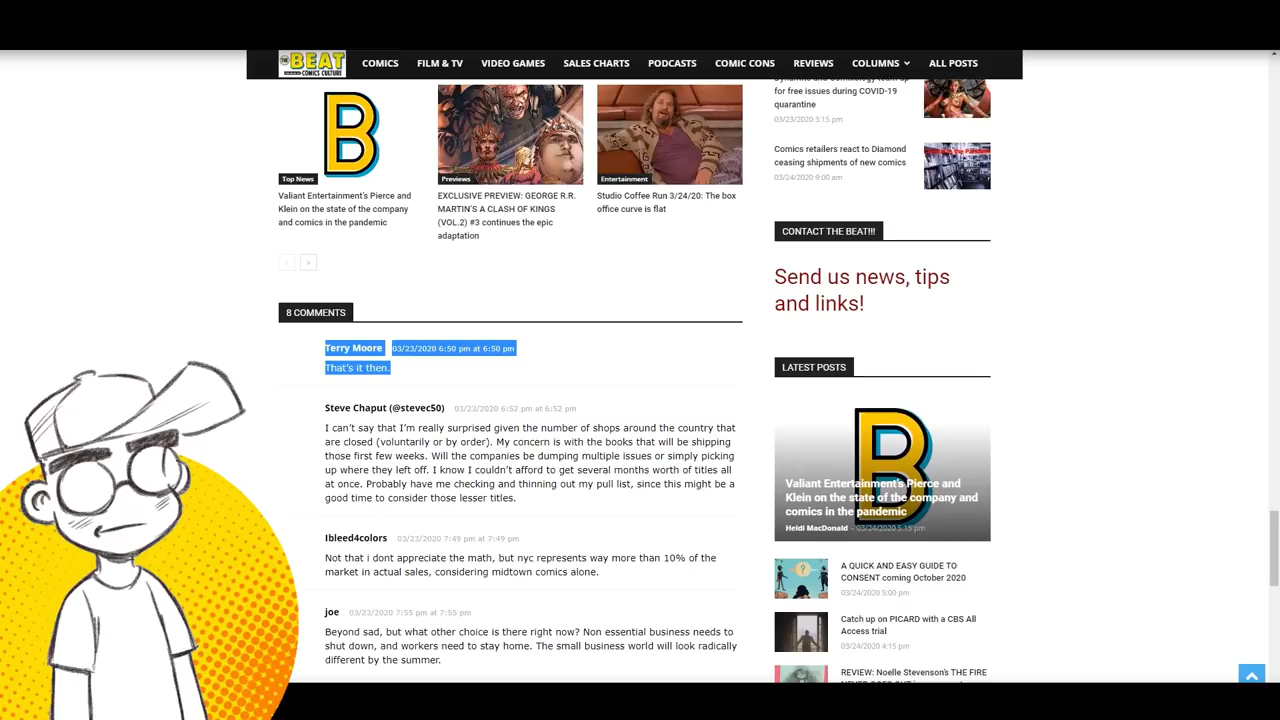 THE BEAT
COMICS CULTURE
COMICS
FILM & TV
VIDEO GAMES
SALES CHARTS
PODCASTS
COMIC CONS
REVIEWS
COLUMNS
ALL POSTS
B
Top News
Valiant Entertainment's Pierce and
Klein on the state of the company
and comics in the pandemic
Previews
EXCLUSIVE PREVIEW: GEORGE R.R.
MARTIN'S A CLASH OF KINGS
(VOL.2) #3 continues the epic
adaptation
Entertainment
Studio Coffee Run 3/24/20: The box
office curve is flat
8 COMMENTS
Terry Moore 03/23/2020 6:50 pm at 6:50 pm
That's it then.
Steve Chaput (@stevec50) 03/23/2020 6:52 pm at 6:52 pm
I can't say that I'm really surprised given the number of shops around the country that
are closed (voluntarily or by order). My concern is with the books that will be shipping
those first few weeks. Will the companies be dumping multiple issues or simply picking
up where they left off. I know I couldn't afford to get several months worth of titles all
at once. Probably have me checking and thinning out my pull list, since this might be a
good time to consider those lesser titles.
Ibleed4colors 03/23/2020 7:49 pm at 7:49 pm
Not that i dont appreciate the math, but nyc represents way more than 10% of the
market in actual sales, considering midtown comics alone.
joe 03/23/2020 7:55 pm at 7:55 pm
Beyond sad, but what other choice is there right now? Non essential business needs to
shut down, and workers need to stay home. The small business world will look radically
different by the summer.
Dynamite and Comixology team up
for free issues during COVID-19
quarantine
03/23/2020 3:15 pm
Comics retailers react to Diamond
ceasing shipments of new comics
03/24/2020 9:00 am
CONTACT THE BEAT!!!
Send us news, tips
and links!
LATEST POSTS
B
Valiant Entertainment's Pierce and
Klein on the state of the company and
comics in the pandemic
Heidi MacDonald - 03/24/2020 5:15 pm
A QUICK AND EASY GUIDE TO
CONSENT coming October 2020
03/24/2020 5:00 pm
Catch up on PICARD with a CBS All
Access trial
03/24/2020 4:15 pm
REVIEW: Noelle Stevenson's THE FIRE